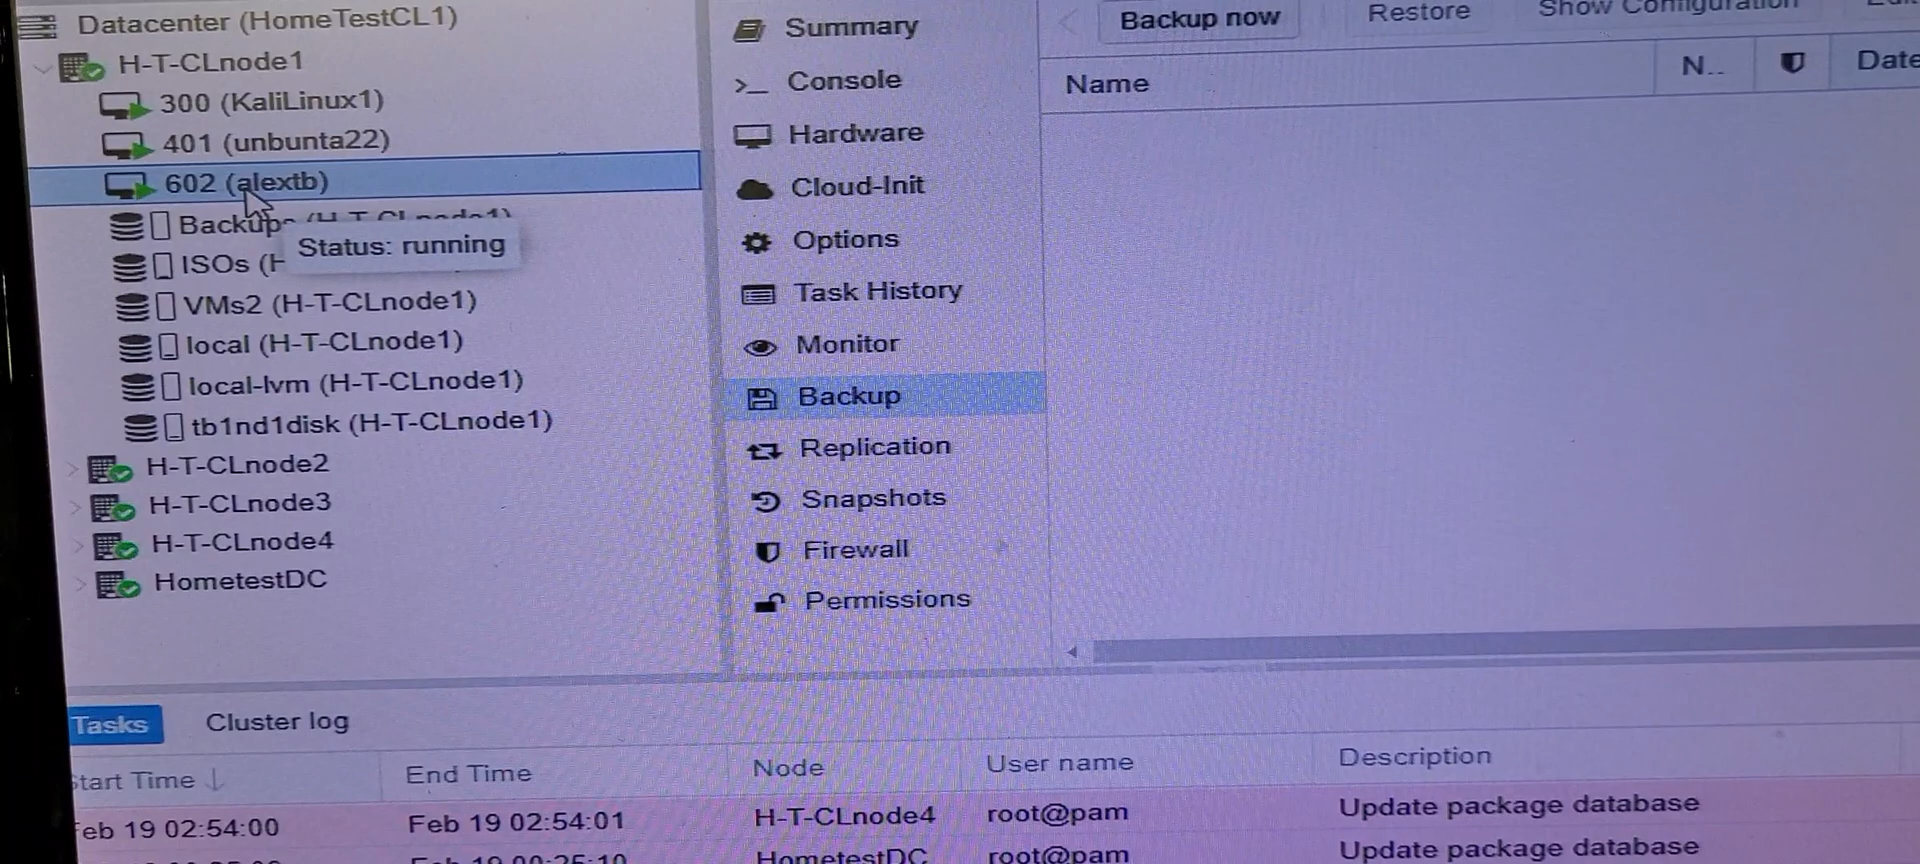 Datacenter (HomeTestCL1)
H-T-CLnode1
300 (KaliLinux1)
401 (unbunta22)
602 (alextb)
Backups (H-T-CLnode1)
Status: running
ISOs (H
VMs2 (H-T-CLnode1)
local (H-T-CLnode1)
local-lvm (H-T-CLnode1)
tb1nd1disk (H-T-CLnode1)
H-T-CLnode2
H-T-CLnode3
H-T-CLnode4
HometestDC
Summary
>_ Console
Hardware
Cloud-Init
Options
Task History
Monitor
Backup
Replication
Snapshots
Firewall
Permissions
Backup now Restore Show Configuration
Name N.. Date
Tasks Cluster log
Start Time ↓ End Time Node User name Description
Feb 19 02:54:00 Feb 19 02:54:01 H-T-CLnode4 root@pam Update package database
HometestDC root@pam Update package database